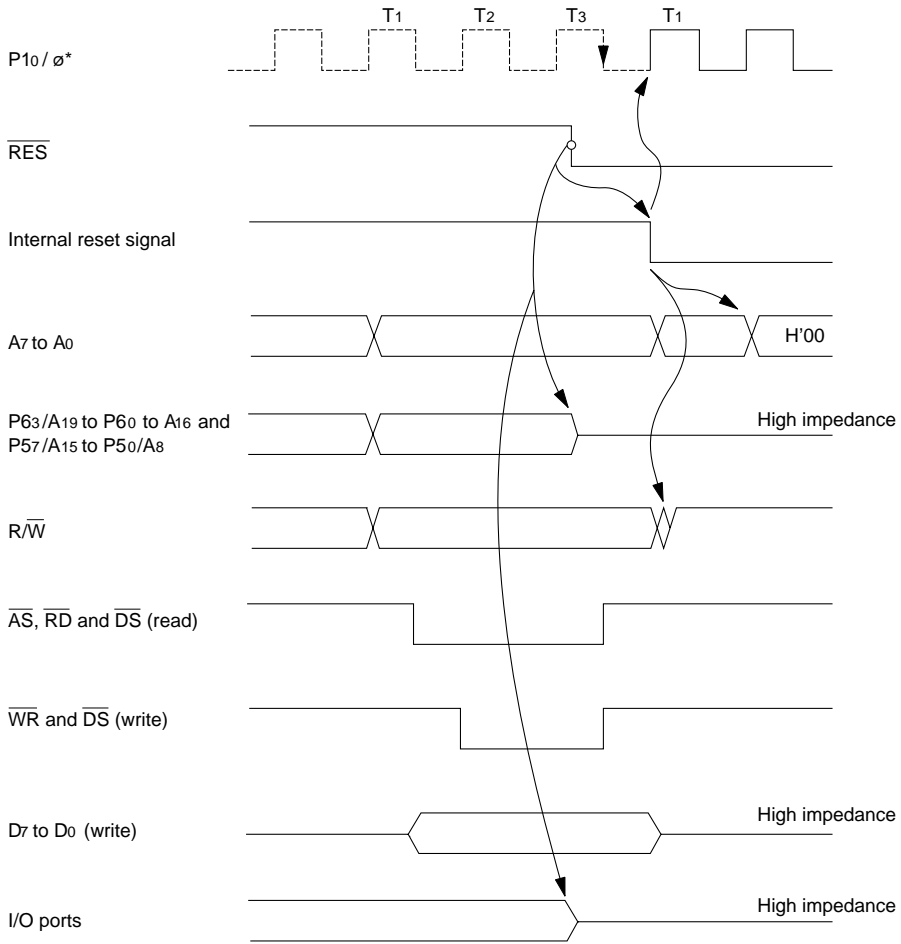 T1 T2 T3 T1
P10 / ø*
RES
Internal reset signal
A7 to A0
H'00
P63/A19 to P60 to A16 and
P57/A15 to P50/A8
High impedance
R/W
AS, RD and DS (read)
WR and DS (write)
D7 to D0 (write)
High impedance
I/O ports
High impedance